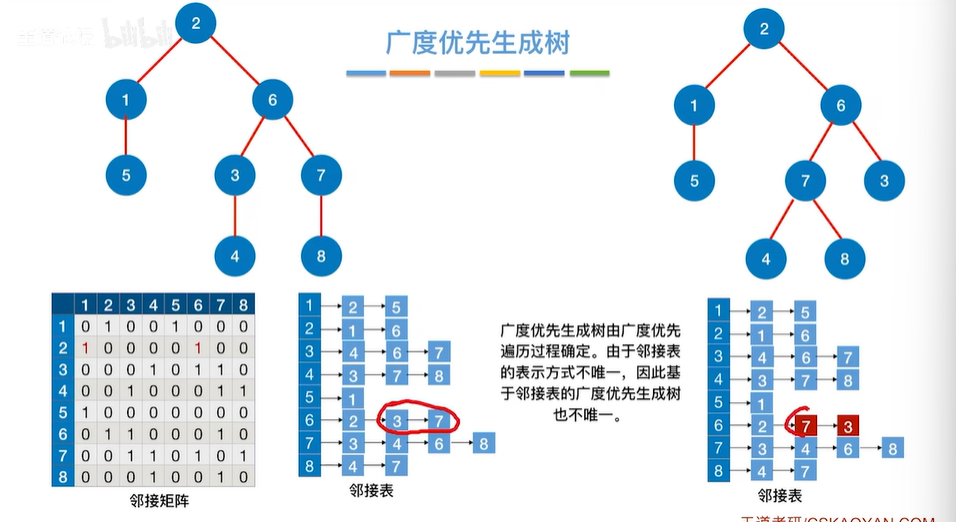 bilibili
广度优先生成树
2
1 6
5 3 7
4 8
2
1 6
5 7 3
4 8
1 2 3 4 5 6 7 8
1 0 1 0 0 1 0 0 0
2 1 0 0 0 0 1 0 0
3 0 0 0 1 0 1 1 0
4 0 0 1 0 0 0 1 1
5 1 0 0 0 0 0 0 0
6 0 1 1 0 0 0 1 0
7 0 0 1 1 0 1 0 1
8 0 0 0 1 0 0 1 0
邻接矩阵
1 2 5
2 1 6
3 4 6 7
4 3 7 8
5 1
6 2 3 7
7 3 4 6 8
8 4 7
邻接表
广度优先生成树由广度优先
遍历过程确定。由于邻接表
的表示方式不唯一，因此基
于邻接表的广度优先生成树
也不唯一。
1 2 5
2 1 6
3 4 6 7
4 3 7 8
5 1
6 2 7 3
7 3 4 6 8
8 4 7
邻接表
王道考研/CSKAOYAN.COM